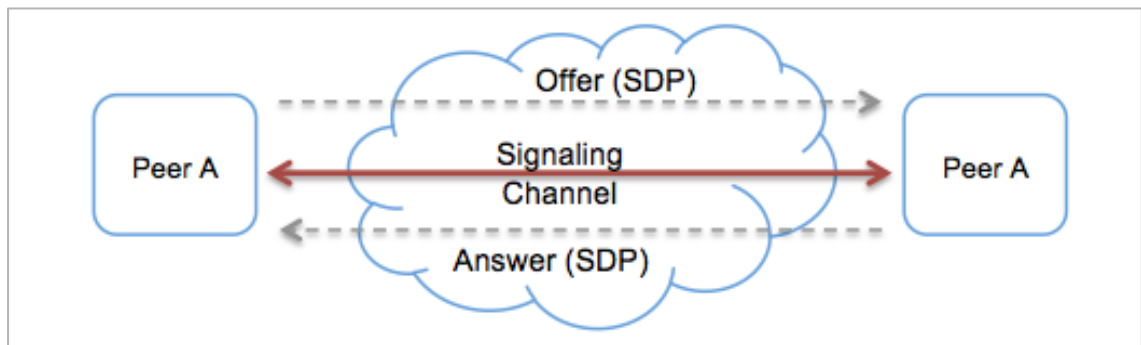 Offer (SDP)
Peer A
Signaling
Channel
Peer A
Answer (SDP)